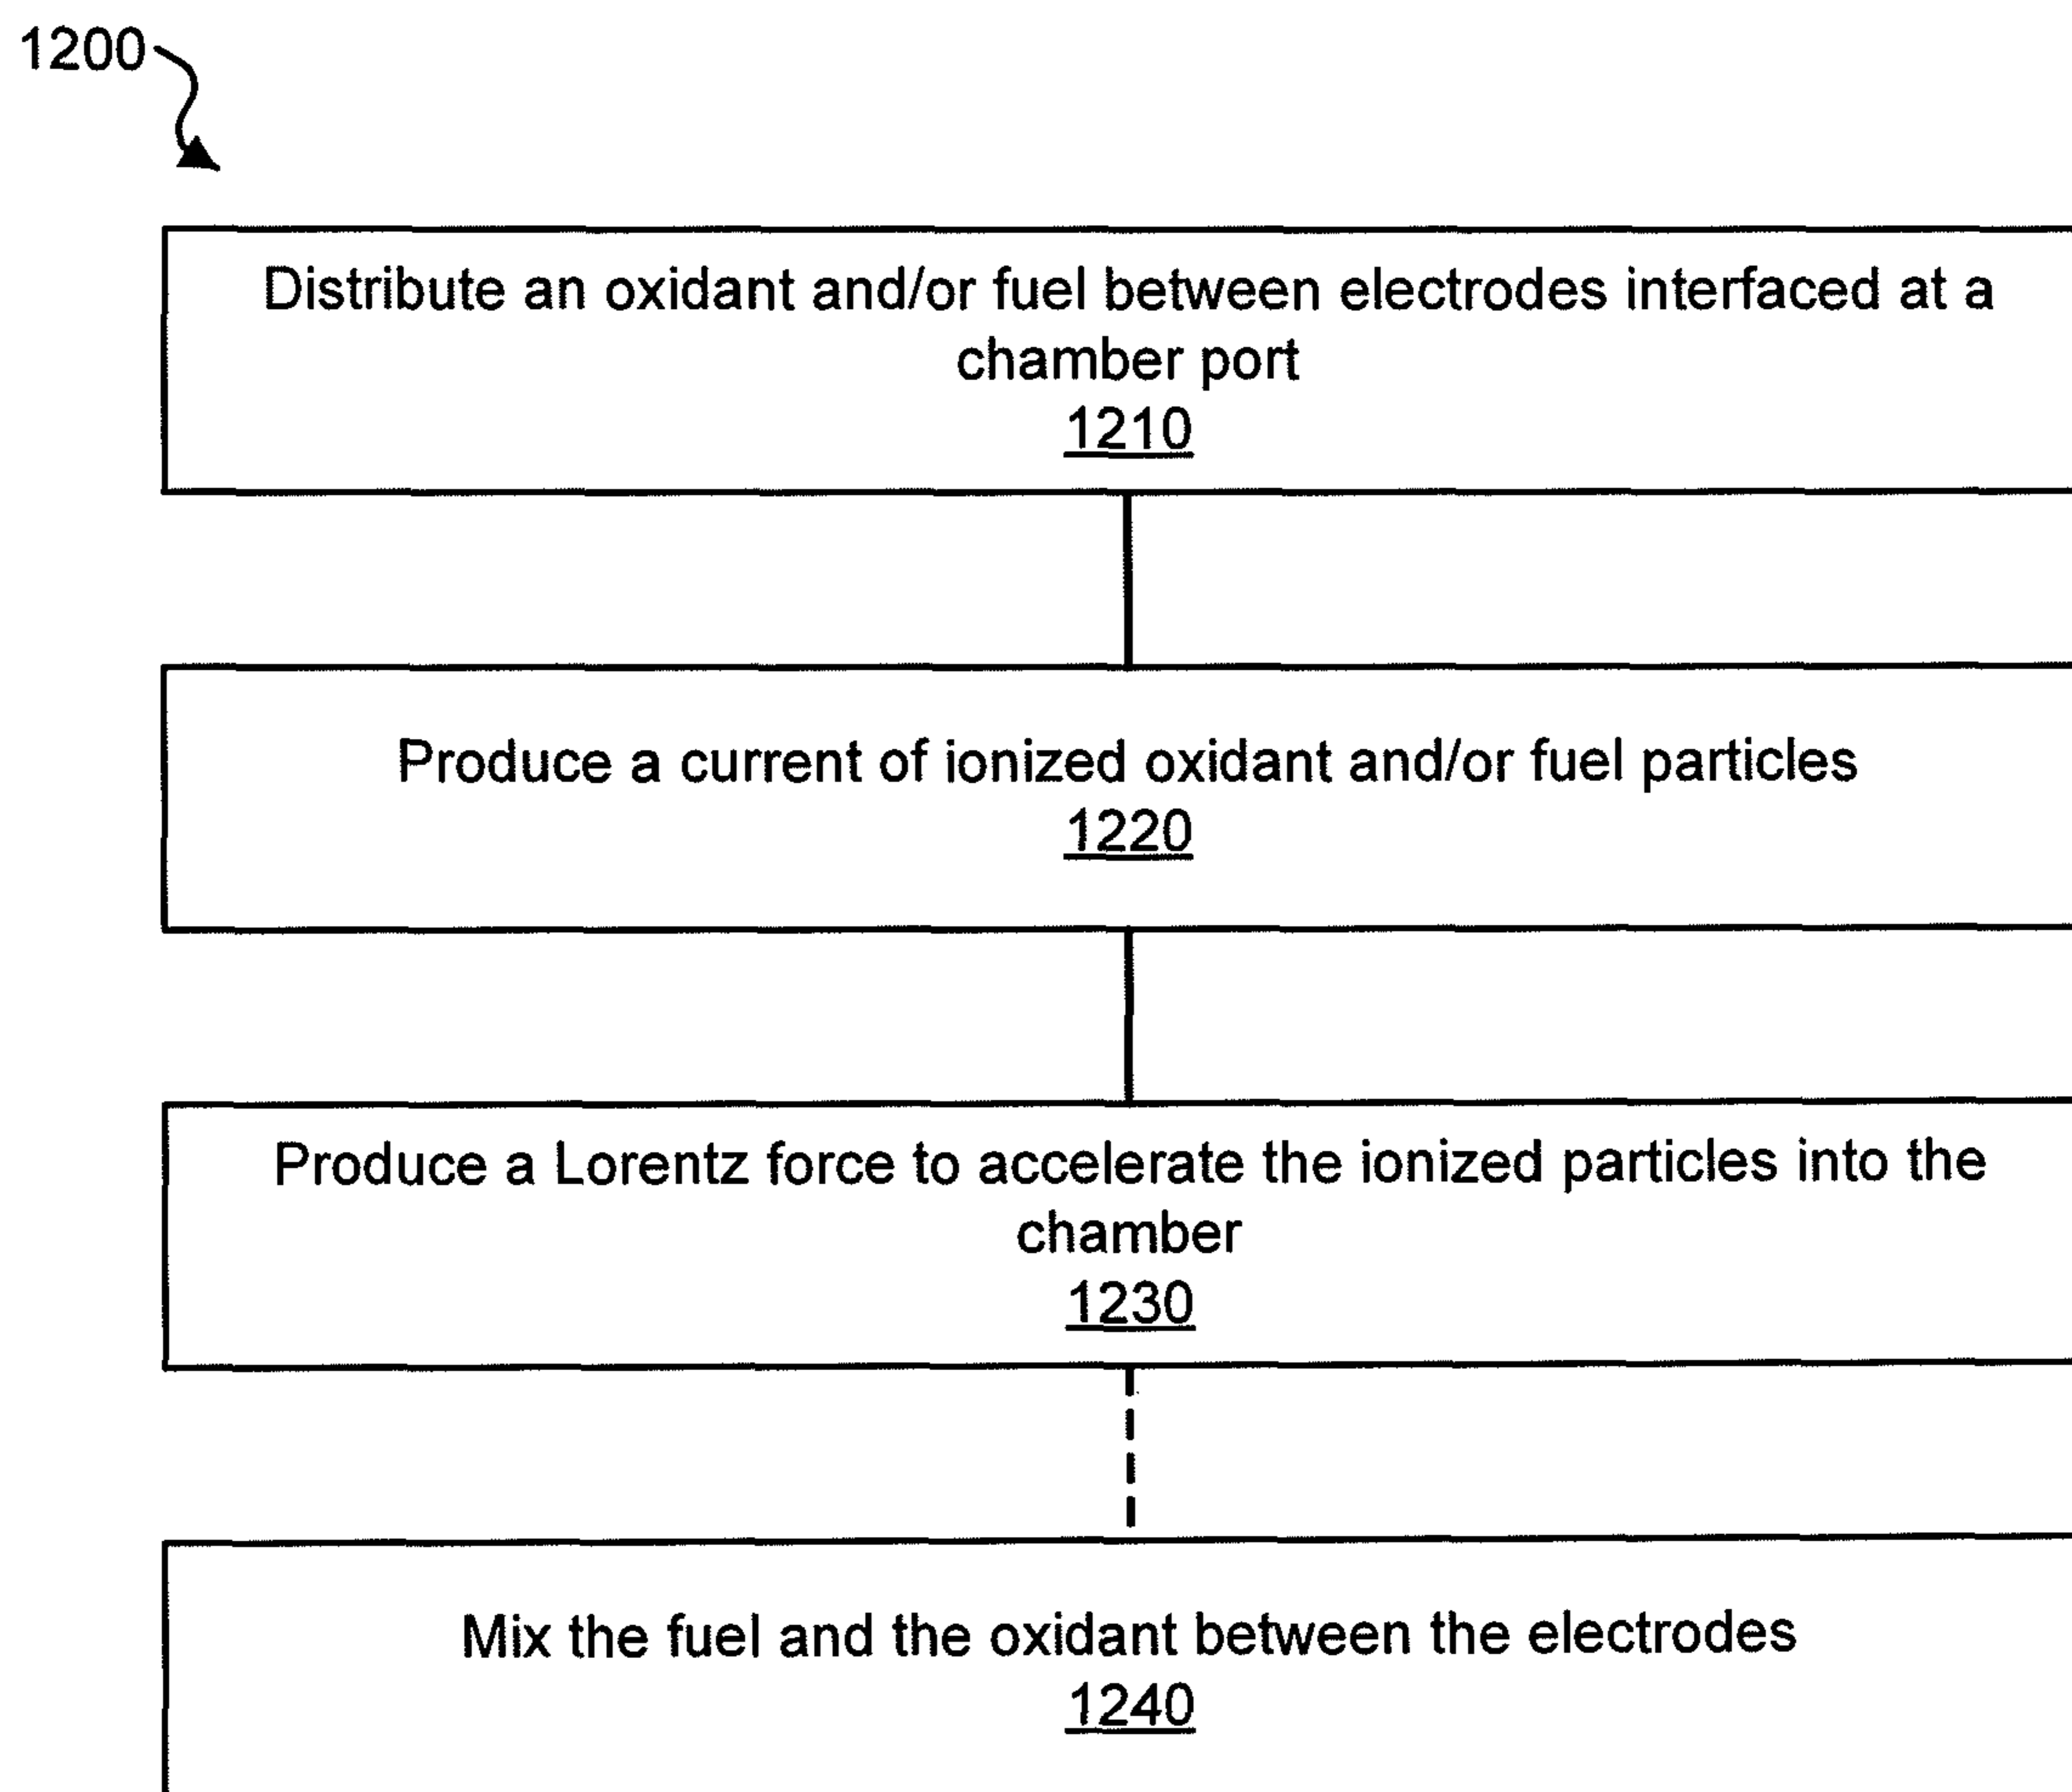 1200
Distribute an oxidant and/or fuel between electrodes interfaced at a
chamber port
1210
Produce a current of ionized oxidant and/or fuel particles
1220
Produce a Lorentz force to accelerate the ionized particles into the
chamber
1230
Mix the fuel and the oxidant between the electrodes
1240